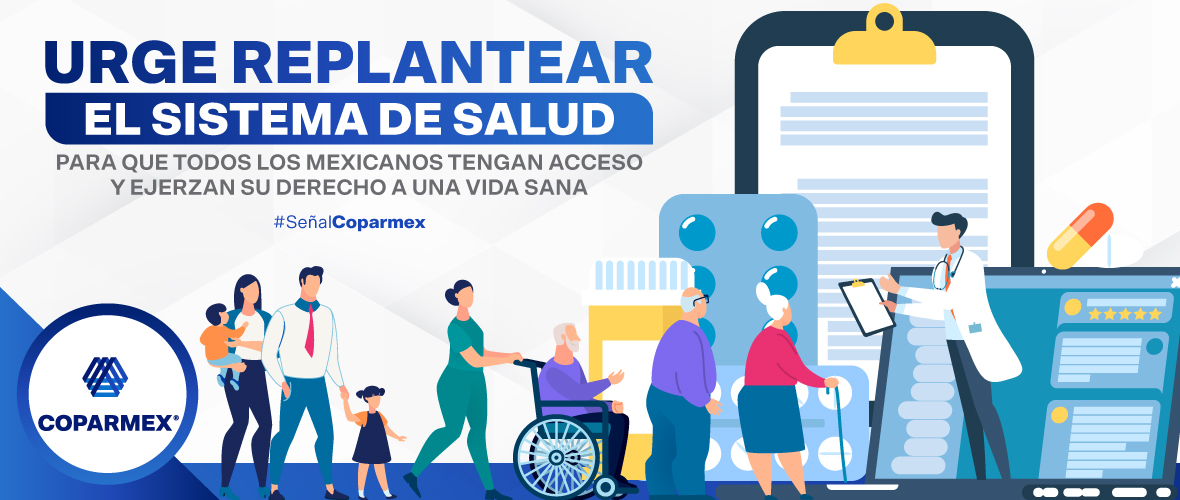 URGE REPLANTEAR
EL SISTEMA DE SALUD
PARA QUE TODOS LOS MEXICANOS TENGAN ACCESO
Y EJERZAN SU DERECHO A UNA VIDA SANA
#SeñalCoparmex
COPARMEX®